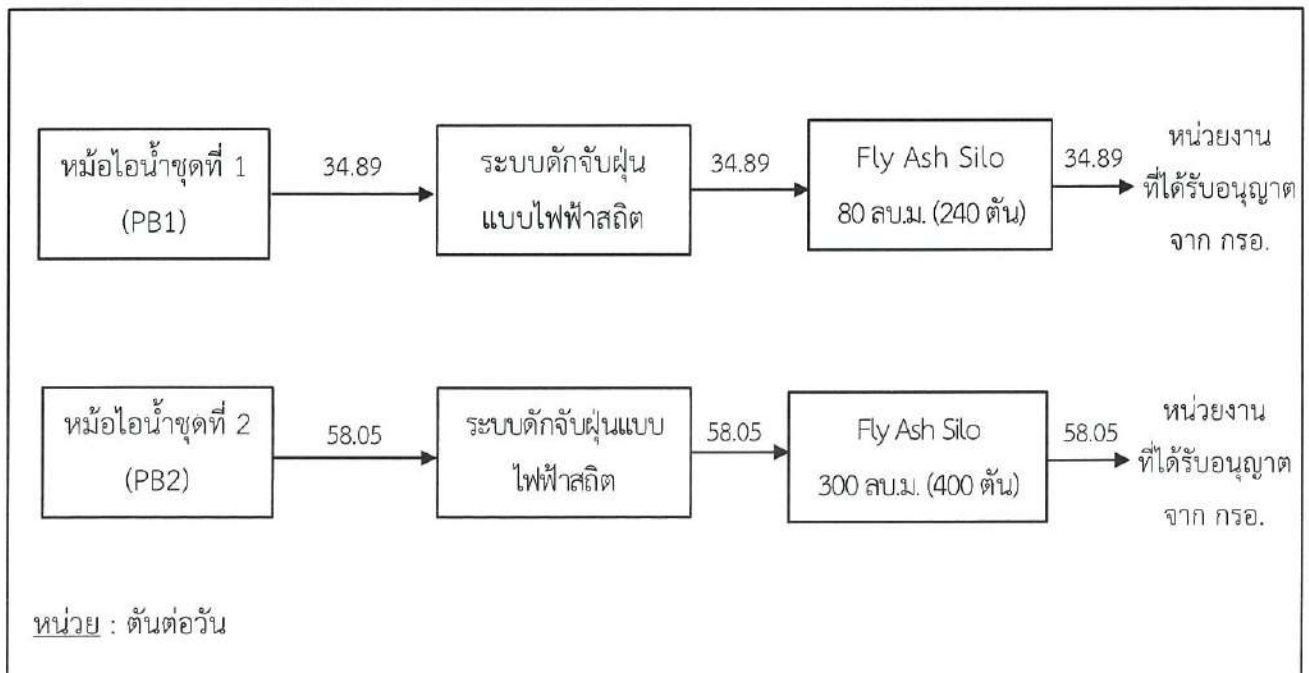 หม้อไอน้ำชุดที่ 1
(PB1)
34.89
ระบบดักจับฝุ่น
แบบไฟฟ้าสถิต
34.89
Fly Ash Silo
80 ลบ.ม. (240 ตัน)
34.89
หน่วยงาน
ที่ได้รับอนุญาต
จาก กรอ.
หม้อไอน้ำชุดที่ 2
(PB2)
58.05
ระบบดักจับฝุ่นแบบ
ไฟฟ้าสถิต
58.05
Fly Ash Silo
300 ลบ.ม. (400 ตัน)
58.05
หน่วยงาน
ที่ได้รับอนุญาต
จาก กรอ.
หน่วย : ตันต่อวัน